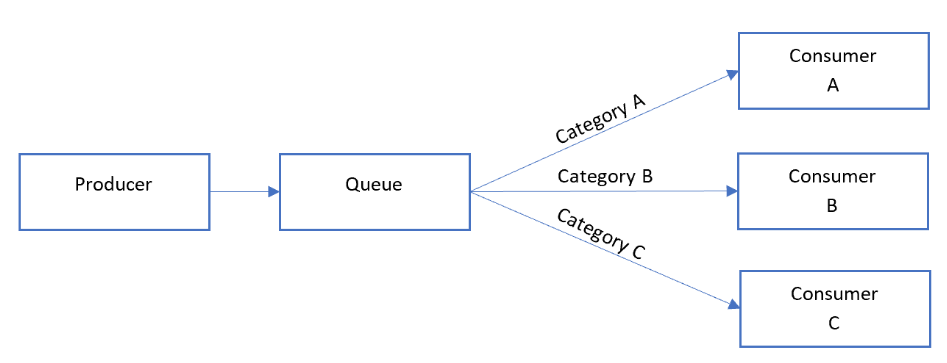 Producer
Queue
Category A
Category B
Category C
Consumer
A
Consumer
B
Consumer
C